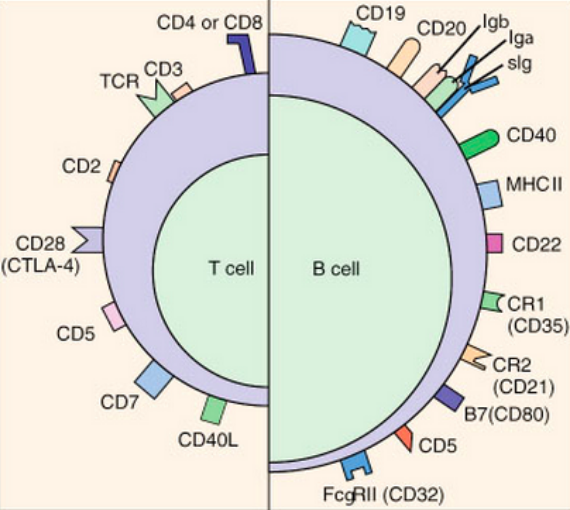 CD4 or CD8
CD3
TCR
CD2
CD28
(CTLA-4)
CD5
CD7
CD40L
T cell
B cell
CD19
CD20
Igb
Iga
sIg
CD40
MHC II
CD22
CR1
(CD35)
CR2
(CD21)
B7(CD80)
CD5
FcgRII (CD32)